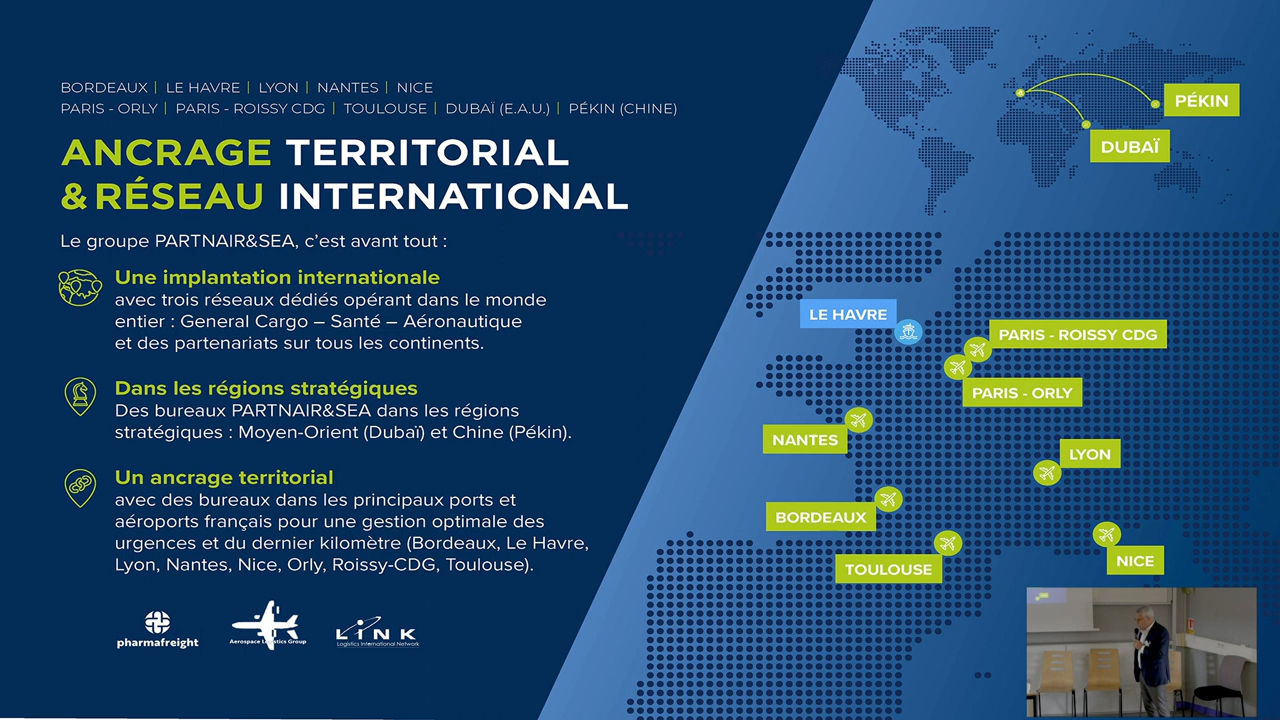 BORDEAUX | LE HAVRE | LYON | NANTES | NICE
PARIS - ORLY | PARIS - ROISSY CDG | TOULOUSE | DUBAÏ (E.A.U.) | PÉKIN (CHINE)
ANCRAGE TERRITORIAL
& RÉSEAU INTERNATIONAL
Le groupe PARTNAIR&SEA, c'est avant tout :
Une implantation internationale
avec trois réseaux dédiés opérant dans le monde
entier : General Cargo – Santé – Aéronautique
et des partenariats sur tous les continents.
Dans les régions stratégiques
Des bureaux PARTNAIR&SEA dans les régions
stratégiques : Moyen-Orient (Dubaï) et Chine (Pékin).
Un ancrage territorial
avec des bureaux dans les principaux ports et
aéroports français pour une gestion optimale des
urgences et du dernier kilomètre (Bordeaux, Le Havre,
Lyon, Nantes, Nice, Orly, Roissy-CDG, Toulouse).
pharmafreight
Aerospace Logistics Group
LINK
Logistics International Network
PÉKIN
DUBAÏ
LE HAVRE
PARIS - ROISSY CDG
PARIS - ORLY
NANTES
LYON
BORDEAUX
TOULOUSE
NICE